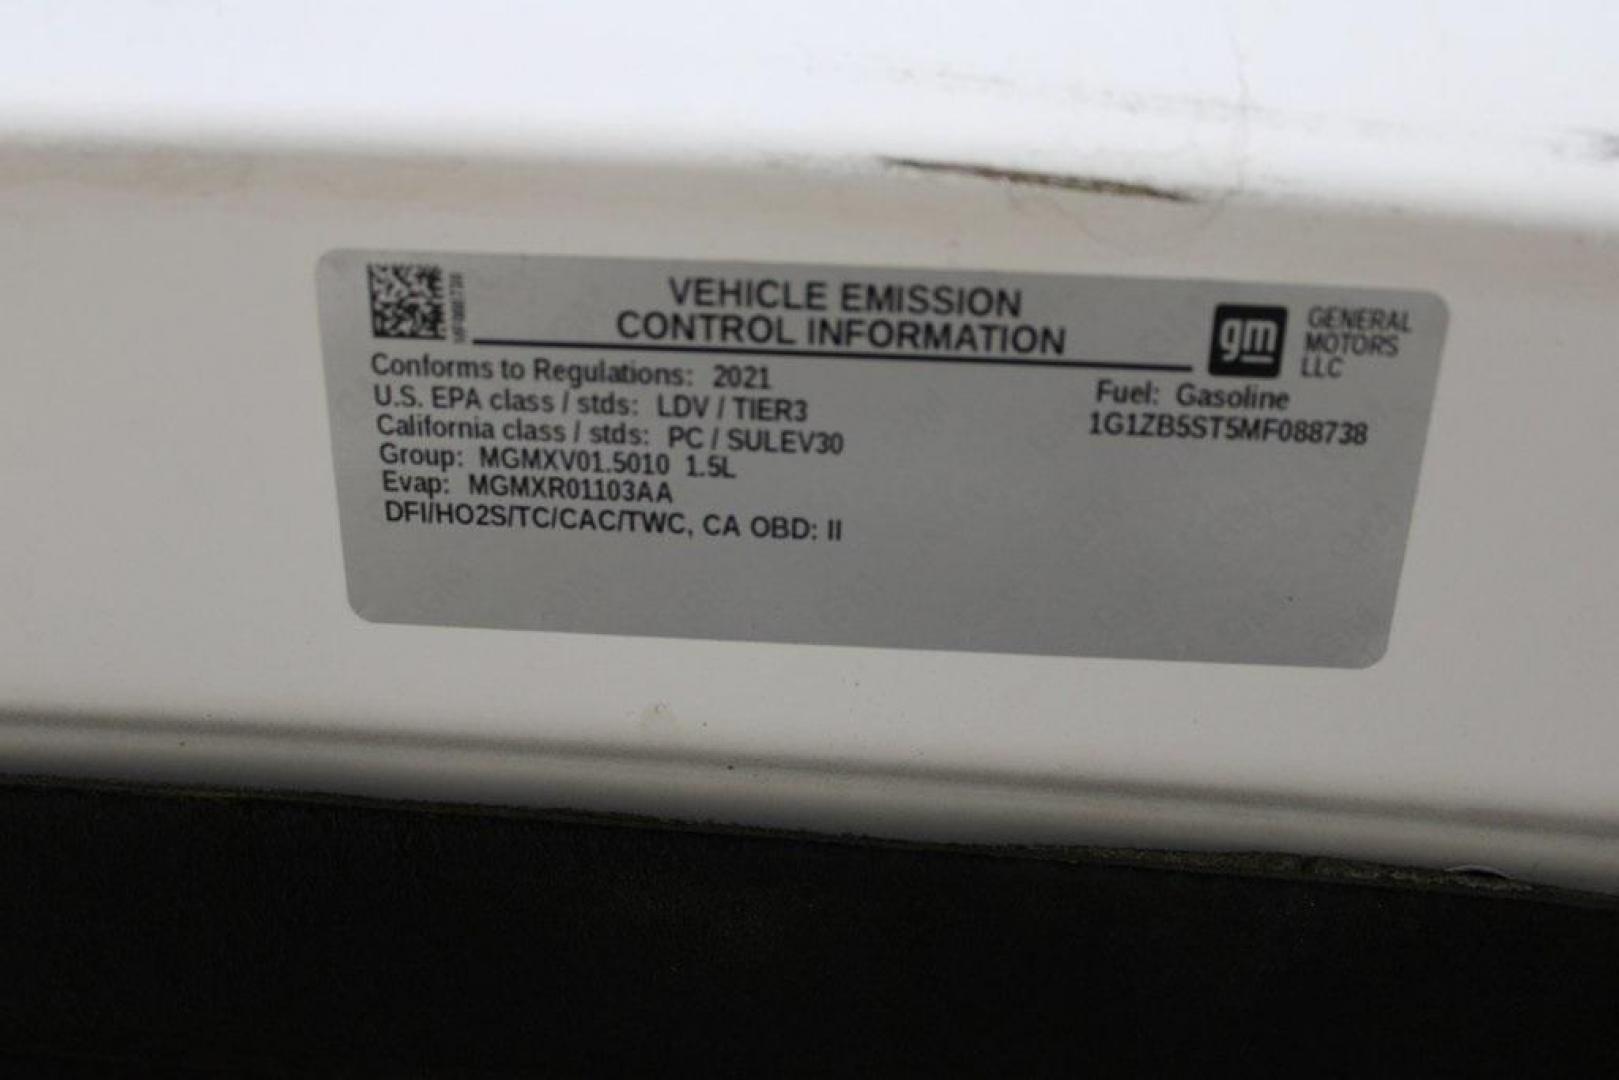 VEHICLE EMISSION
CONTROL INFORMATION
gm
GENERAL
MOTORS
LLC
Conforms to Regulations: 2021
U.S. EPA class / stds: LDV / TIER3
California class / stds: PC / SULEV30
Group: MGMXV01.5010 1.5L
Evap: MGMXR01103AA
DFI/HO2S/TC/CAC/TWC, CA OBD: II
Fuel: Gasoline
1G1ZB5ST5MF088738